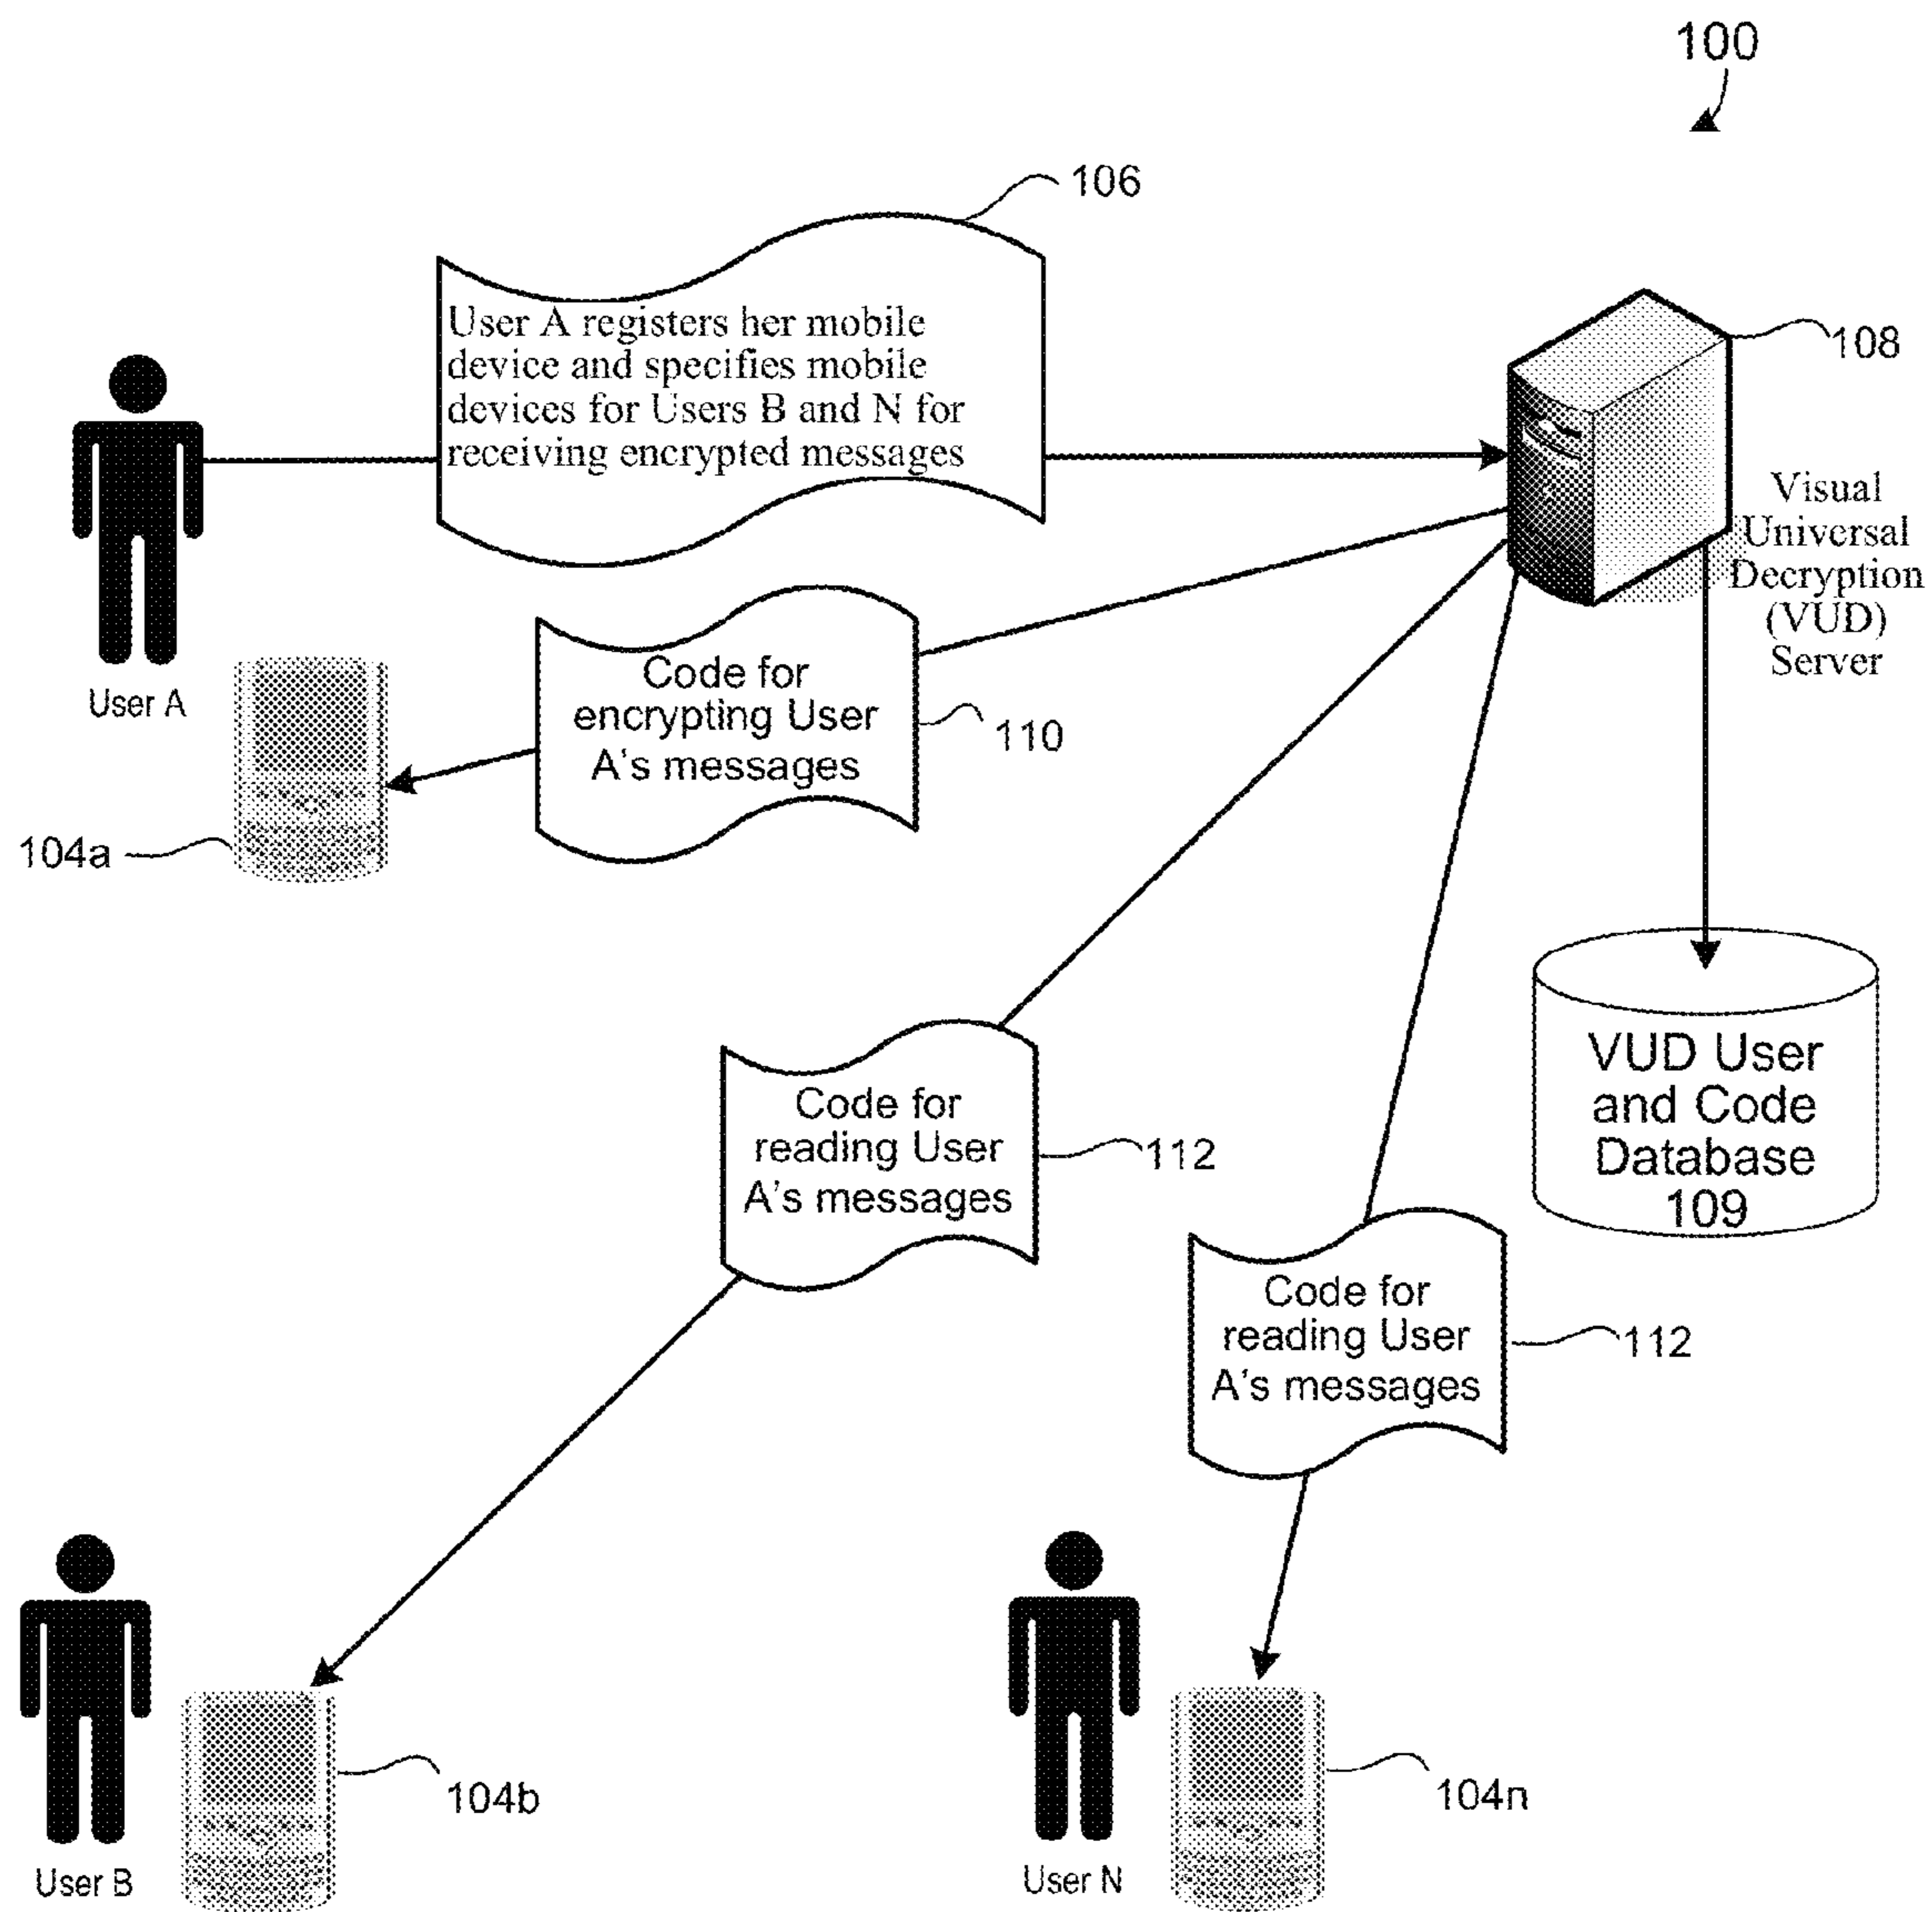 100
106
User A registers her mobile
device and specifies mobile
devices for Users B and N for
receiving encrypted messages
108
Visual
Universal
Decryption
(VUD)
Server
User A
Code for
encrypting User
A's messages
110
104a
VUD User
and Code
Database
109
Code for
reading User
A's messages
112
Code for
reading User
A's messages
112
104b
User B
104n
User N